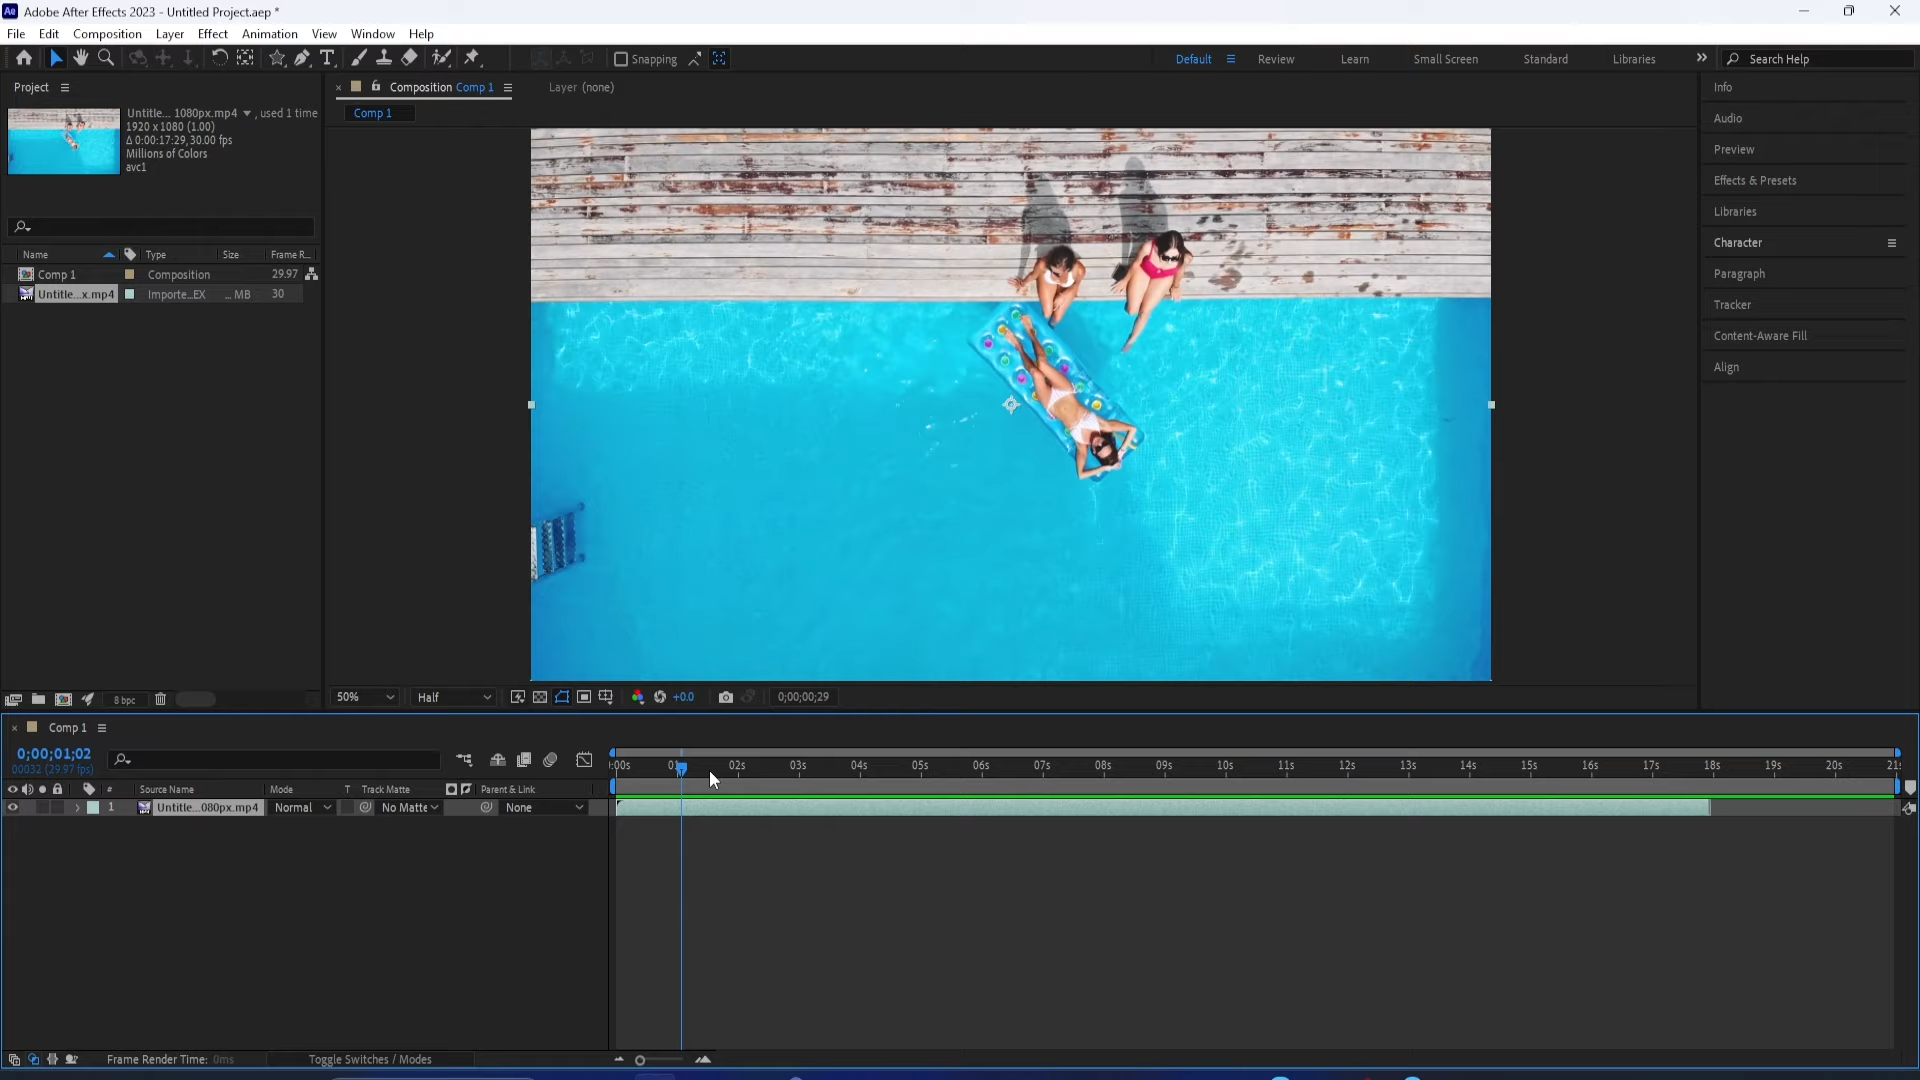 Ae Adobe After Effects 2023 - Untitled Project.aep *
File Edit Composition Layer Effect Animation View Window Help
T Snapping Default Review Learn Small Screen Standard Libraries Search Help
Project
Untitle... 1080px.mp4 , used 1 time
1920 x 1080 (1.00)
Δ 0:00:17:29, 30.00 fps
Millions of Colors
avc1
Name Type Size Frame R...
Comp 1 Composition 29.97
Untitle...x.mp4 Importe...EX ... MB 30
8 bpc
Composition Comp 1 Layer (none)
Comp 1
50% Half +0.0 0;00;00;29
Info
Audio
Preview
Effects & Presets
Libraries
Character
Paragraph
Tracker
Content-Aware Fill
Align
Comp 1
0;00;01;02
00032 (29.97 fps)
):00s 01 02s 03s 04s 05s 06s 07s 08s 09s 10s 11s 12s 13s 14s 15s 16s 17s 18s 19s 20s 21s
# Source Name Mode T Track Matte Parent & Link
1 Untitle...080px.mp4 Normal No Matte None
Frame Render Time: 0ms Toggle Switches / Modes